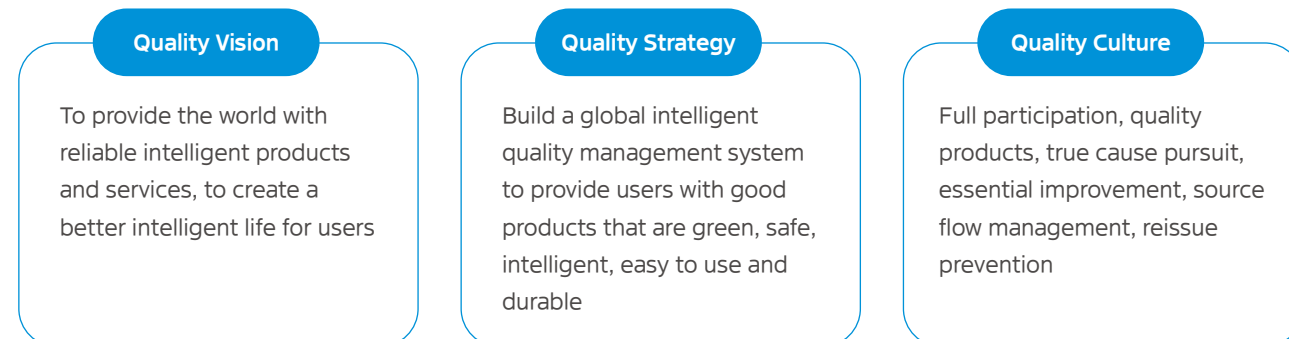 Quality Vision
To provide the world with
reliable intelligent products
and services, to create a
better intelligent life for users
Quality Strategy
Build a global intelligent
quality management system
to provide users with good
products that are green, safe,
intelligent, easy to use and
durable
Quality Culture
Full participation, quality
products, true cause pursuit,
essential improvement, source
flow management, reissue
prevention